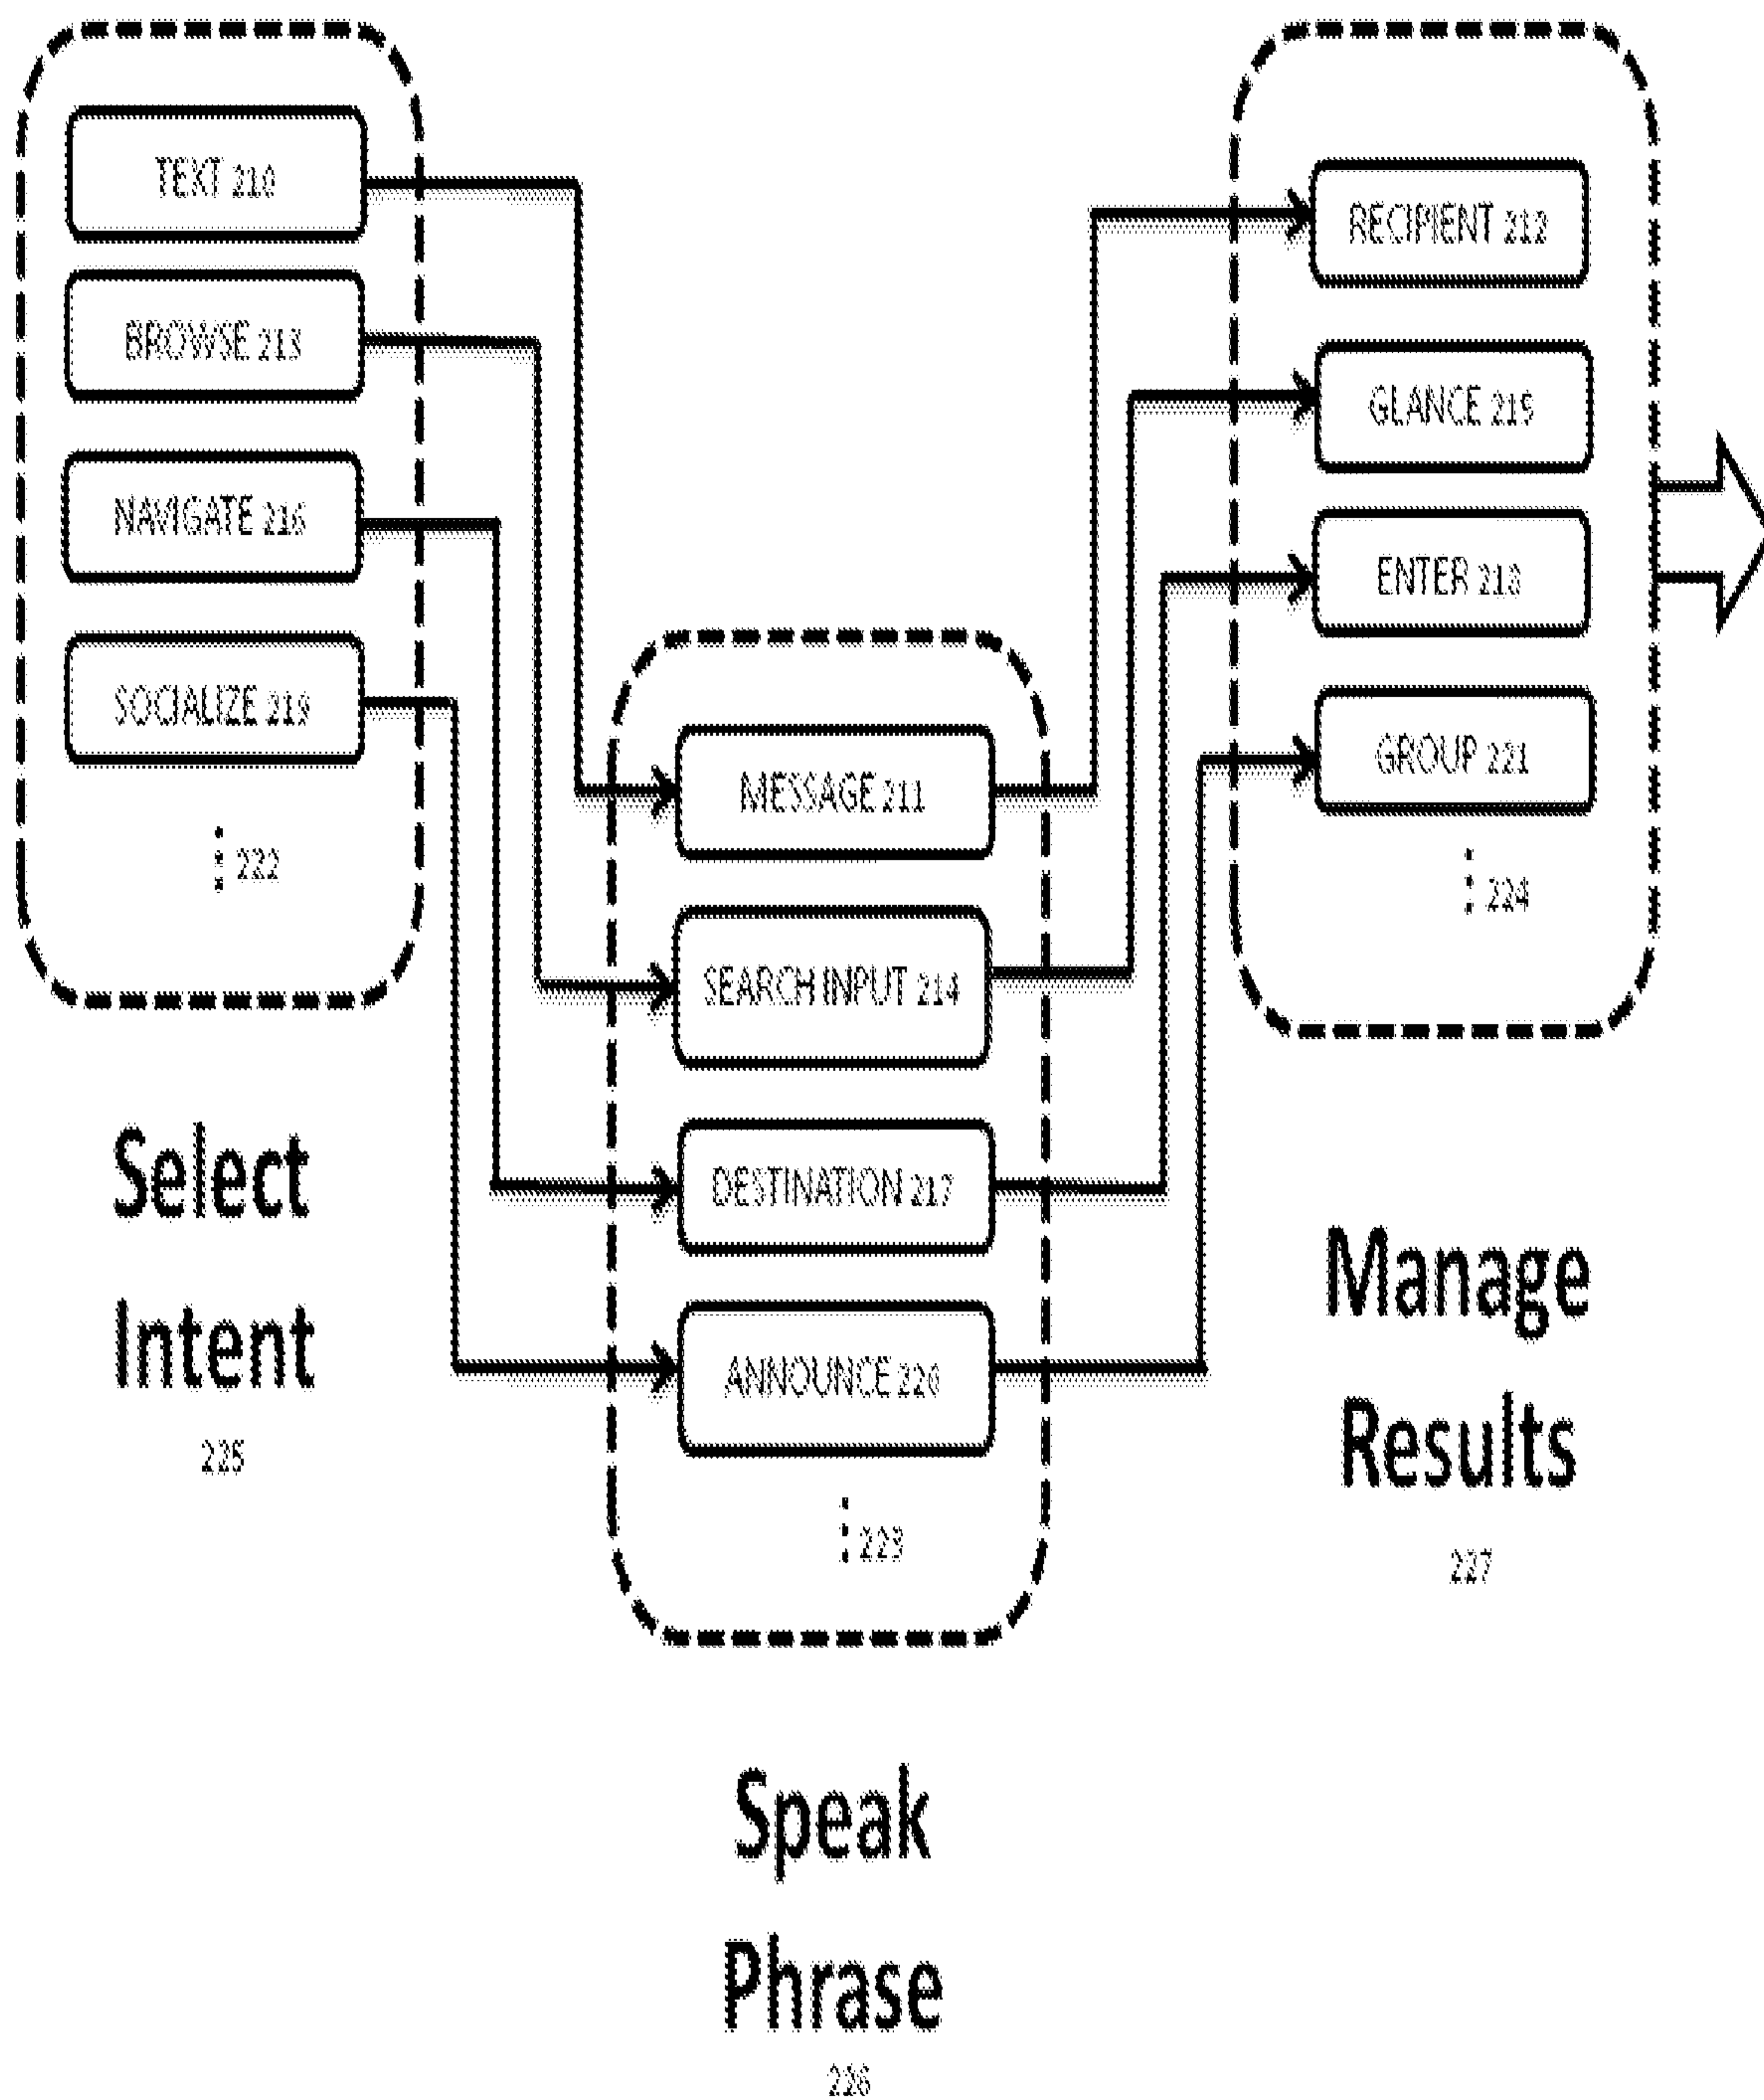 TEXT 210
BROWSE 213
NAVIGATE 216
SOCIALIZE 219
222
Select
Intent
225
MESSAGE 211
SEARCH INPUT 214
DESTINATION 217
ANNOUNCE 220
223
Speak
Phrase
226
RECIPIENT 212
GLANCE 215
ENTER 218
GROUP 221
224
Manage
Results
227